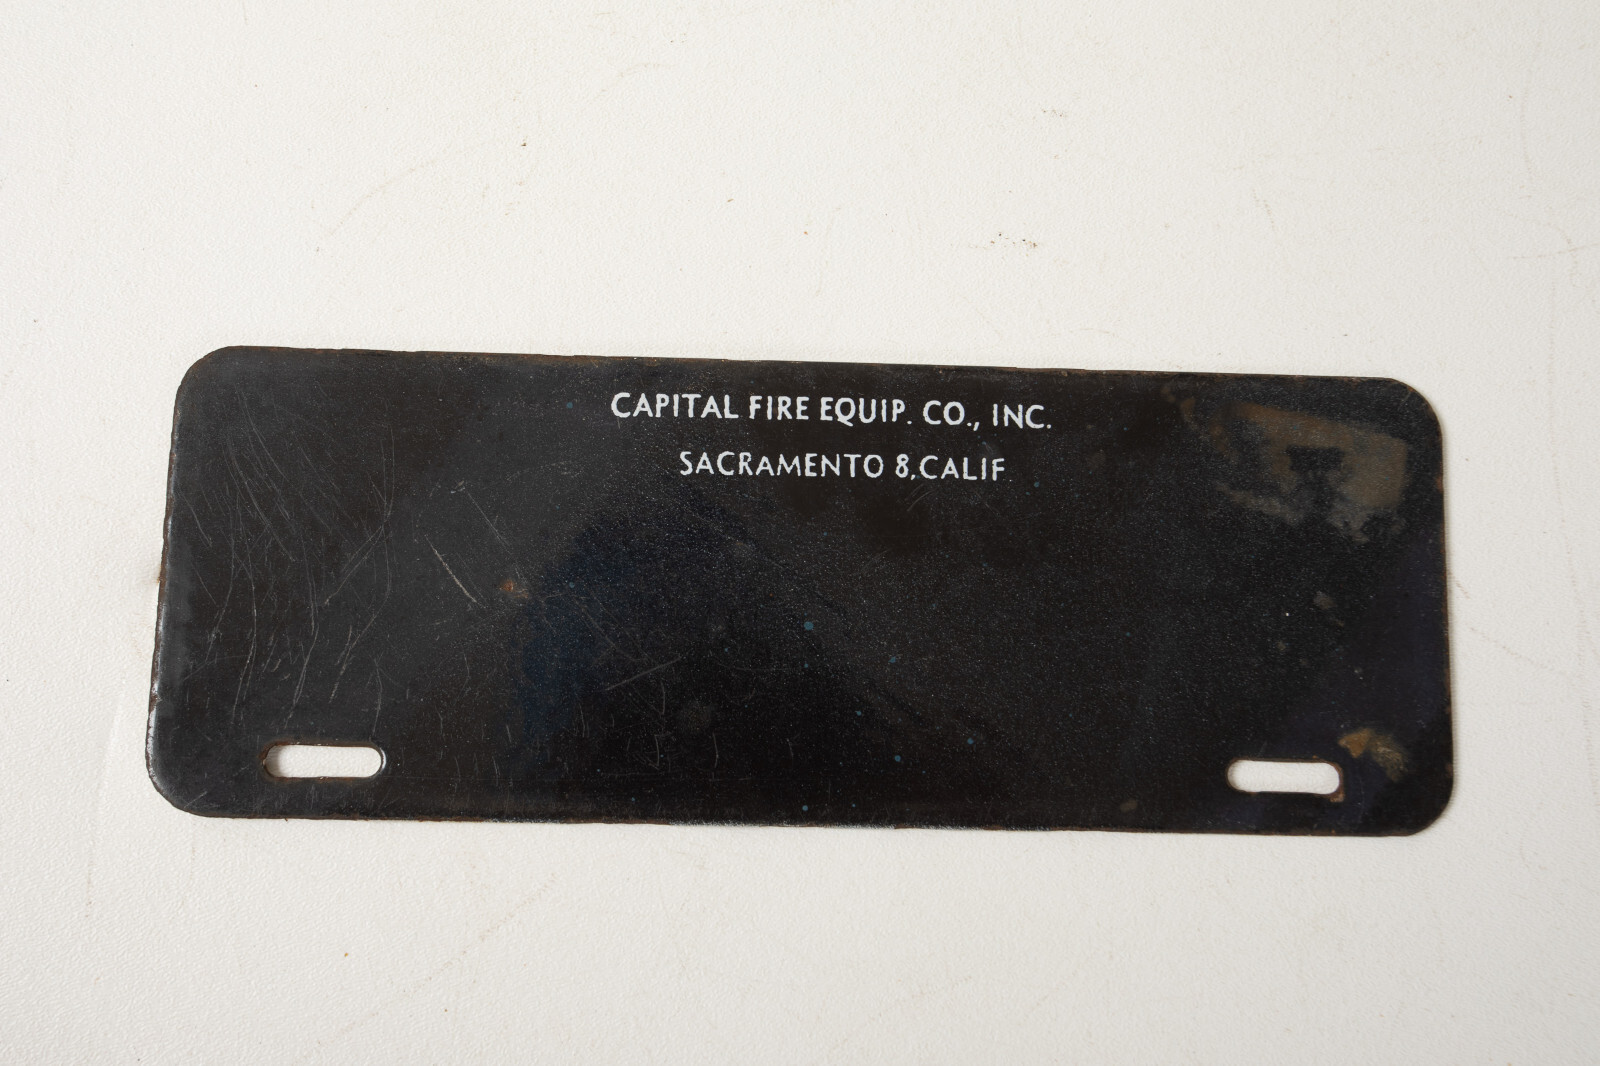 CAPITAL FIRE EQUIP. CO., INC.
SACRAMENTO 8, CALIF